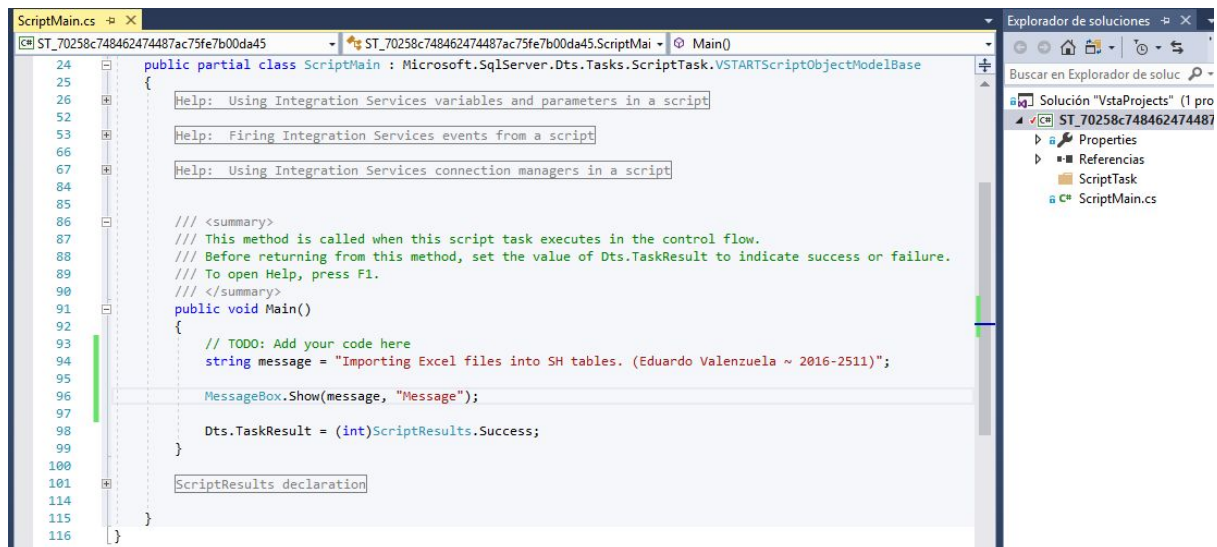 ScriptMain.cs
ST_70258c748462474487ac75fe7b00da45
ST_70258c748462474487ac75fe7b00da45.ScriptMai
Main()
24 public partial class ScriptMain : Microsoft.SqlServer.Dts.Tasks.ScriptTask.VSTARTScriptObjectModelBase
25 {
26 Help: Using Integration Services variables and parameters in a script
52
53 Help: Firing Integration Services events from a script
66
67 Help: Using Integration Services connection managers in a script
84
85
86 /// <summary>
87 /// This method is called when this script task executes in the control flow.
88 /// Before returning from this method, set the value of Dts.TaskResult to indicate success or failure.
89 /// To open Help, press F1.
90 /// </summary>
91 public void Main()
92 {
93 // TODO: Add your code here
94 string message = "Importing Excel files into SH tables. (Eduardo Valenzuela ~ 2016-2511)";
95
96 MessageBox.Show(message, "Message");
97
98 Dts.TaskResult = (int)ScriptResults.Success;
99 }
100
101 ScriptResults declaration
114
115 }
116 }
Explorador de soluciones
Buscar en Explorador de soluc
Solución "VstaProjects" (1 pro
C# ST_70258c748462474487
Properties
Referencias
ScriptTask
C# ScriptMain.cs